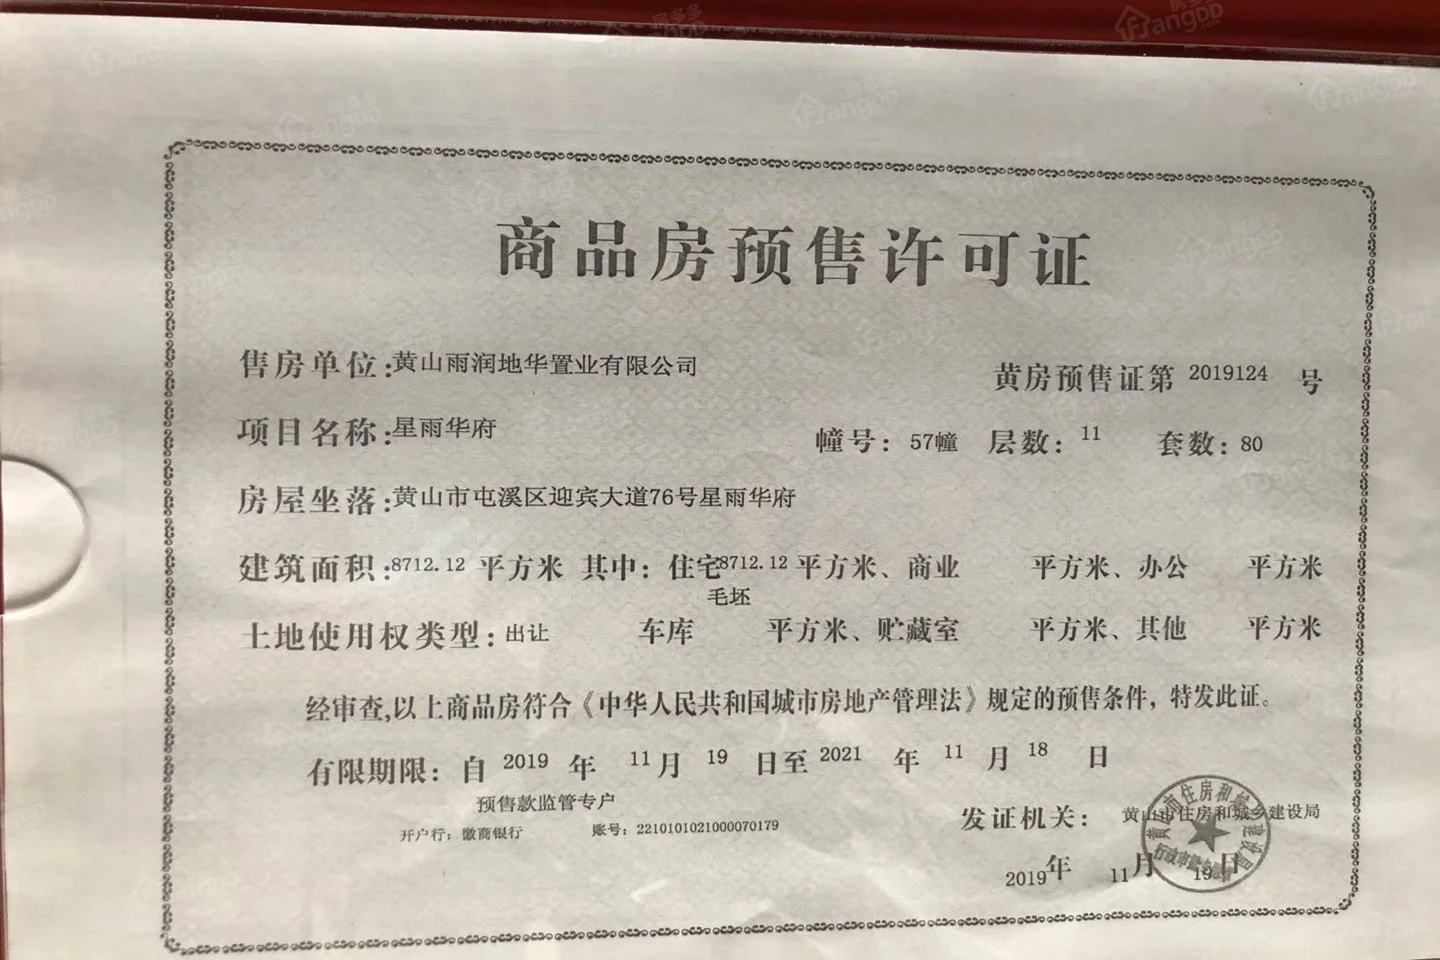 商品房预售许可证
售房单位:黄山雨润地华置业有限公司 黄房预售证第 2019124 号
项目名称:星雨华府 幢号: 57幢 层数: 11 套数: 80
房屋坐落:黄山市屯溪区迎宾大道76号星雨华府
建筑面积:8712.12 平方米 其中: 住宅8712.12 平方米、商业 平方米、办公 平方米
毛坯
土地使用权类型: 出让 车库 平方米、贮藏室 平方米、其他 平方米
经审查,以上商品房符合《中华人民共和国城市房地产管理法》规定的预售条件, 特发此证。
有限期限: 自 2019 年 11 月 19 日至 2021 年 11 月 18 日
预售款监管专户
开户行: 徽商银行 账号: 2210101021000070179
发证机关: 黄山市住房和城乡建设局
2019年 11月 19日
房多多
Fangdd.com